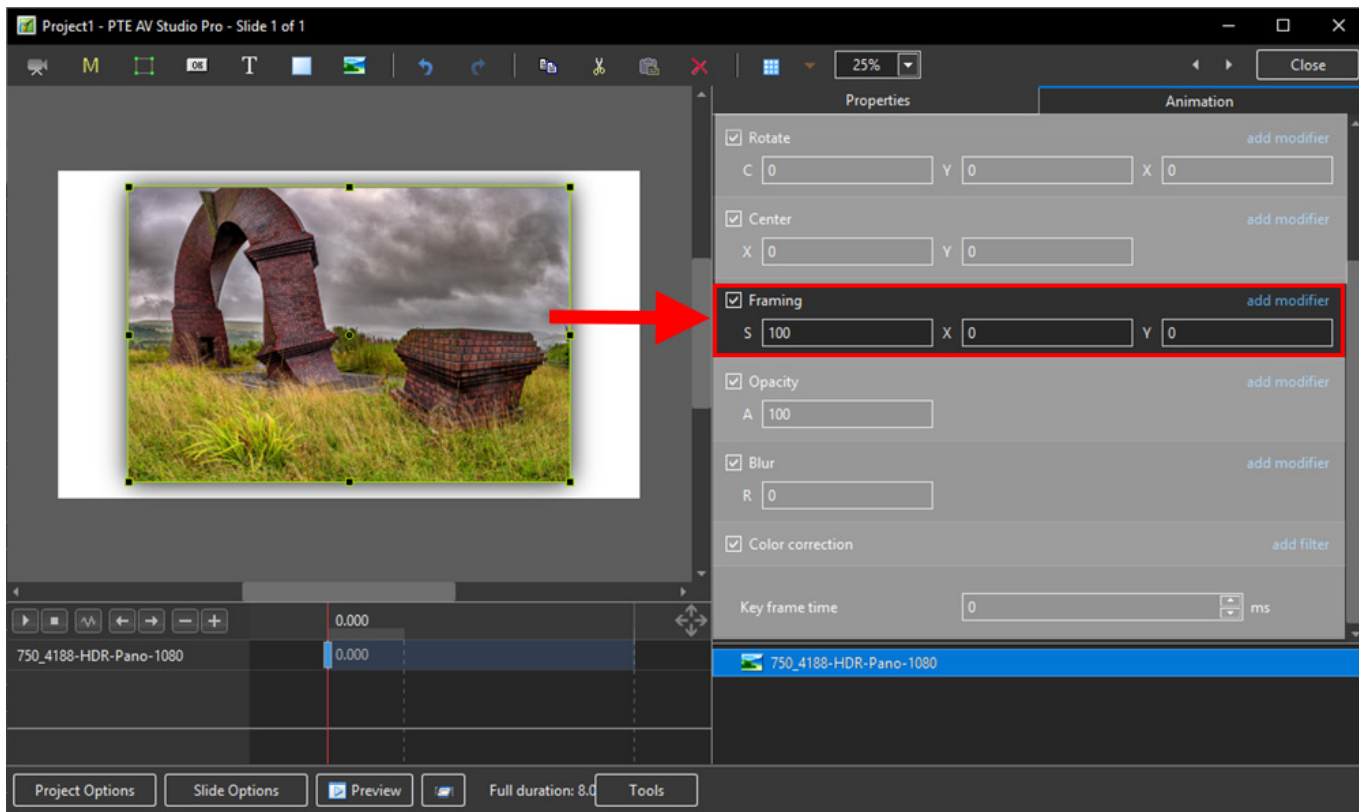 Project1 - PTE AV Studio Pro - Slide 1 of 1
M OK T 25% Close
Properties Animation
Rotate add modifier
C 0 Y 0 X 0
Center add modifier
X 0 Y 0
Framing add modifier
S 100 X 0 Y 0
Opacity add modifier
A 100
Blur add modifier
R 0
Color correction add filter
Key frame time 0 ms
0.000
750_4188-HDR-Pano-1080 0.000
750_4188-HDR-Pano-1080
Project Options Slide Options Preview Full duration: 8.0 Tools